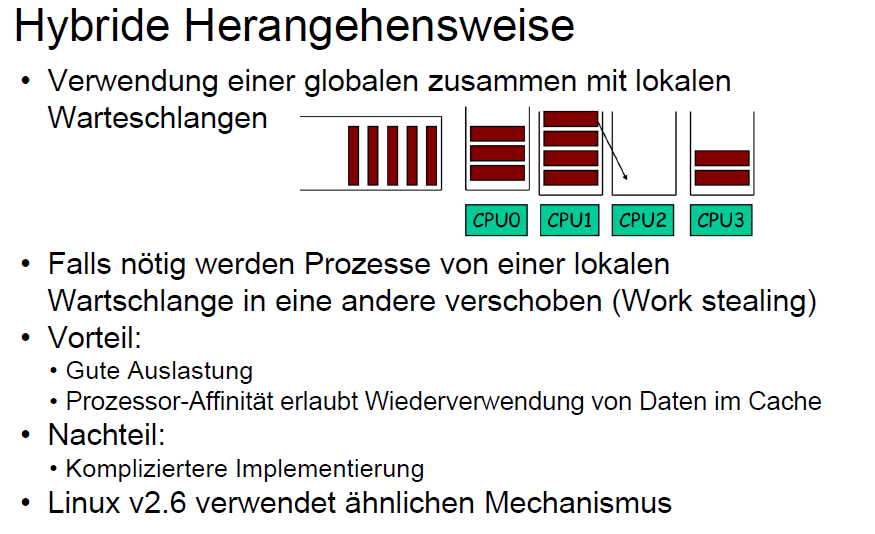 Hybride Herangehensweise
• Verwendung einer globalen zusammen mit lokalen
Warteschlangen
CPU0 CPU1 CPU2 CPU3
• Falls nötig werden Prozesse von einer lokalen
Wartschlange in eine andere verschoben (Work stealing)
• Vorteil:
• Gute Auslastung
• Prozessor-Affinität erlaubt Wiederverwendung von Daten im Cache
• Nachteil:
• Kompliziertere Implementierung
• Linux v2.6 verwendet ähnlichen Mechanismus